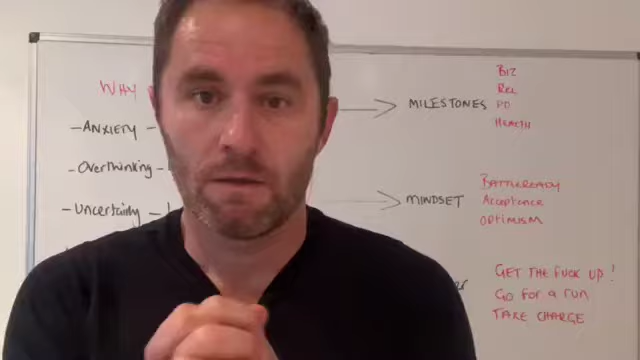 WHY
MILESTONES
BIZ
REL
PD
HEALTH
-ANXIETY -
-OverthinKing -
-Uncertainty -
MINDSET
BATTLEREADY
Acceptance
OPTIMISM
GET THE FUCK UP!
GO FOR A RUN
TAKE CHARGE